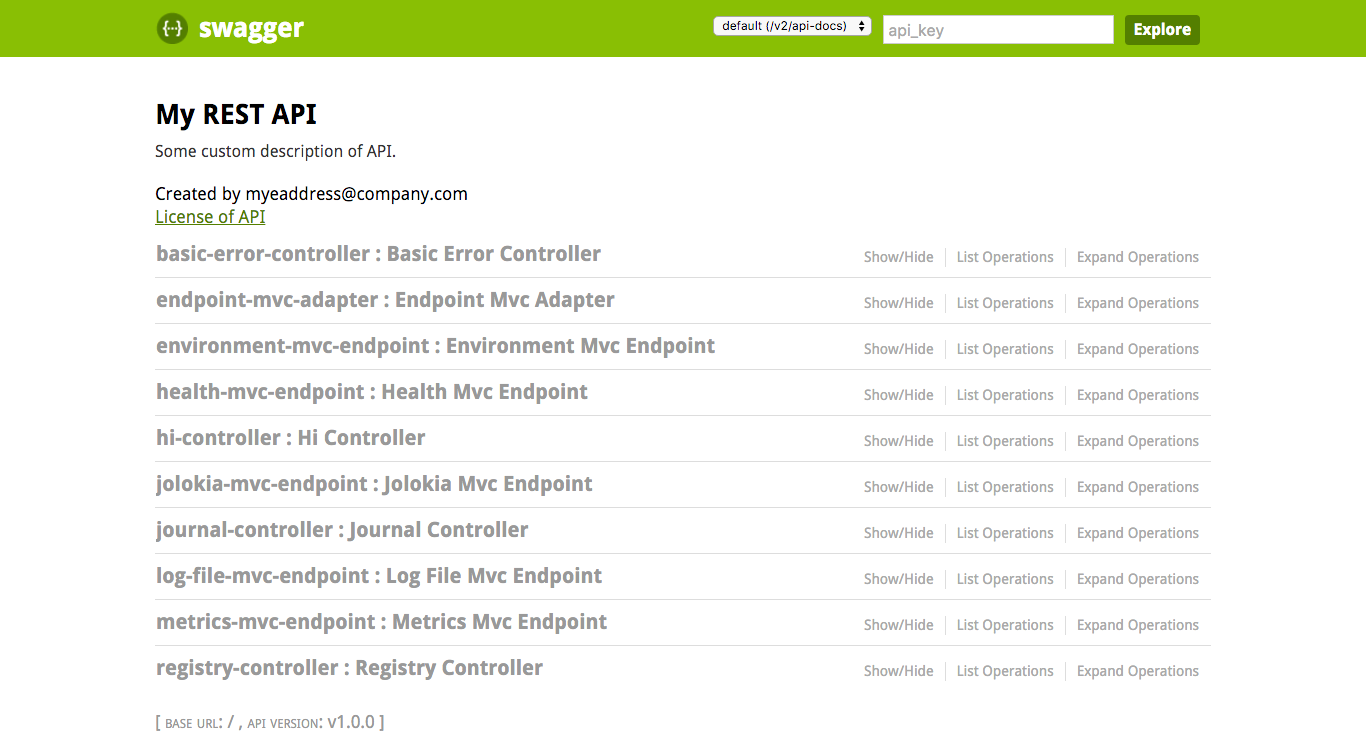 {···} swagger default (/v2/api-docs) api_key Explore
My REST API
Some custom description of API.
Created by myeaddress@company.com
License of API
basic-error-controller : Basic Error Controller Show/Hide List Operations Expand Operations
endpoint-mvc-adapter : Endpoint Mvc Adapter Show/Hide List Operations Expand Operations
environment-mvc-endpoint : Environment Mvc Endpoint Show/Hide List Operations Expand Operations
health-mvc-endpoint : Health Mvc Endpoint Show/Hide List Operations Expand Operations
hi-controller : Hi Controller Show/Hide List Operations Expand Operations
jolokia-mvc-endpoint : Jolokia Mvc Endpoint Show/Hide List Operations Expand Operations
journal-controller : Journal Controller Show/Hide List Operations Expand Operations
log-file-mvc-endpoint : Log File Mvc Endpoint Show/Hide List Operations Expand Operations
metrics-mvc-endpoint : Metrics Mvc Endpoint Show/Hide List Operations Expand Operations
registry-controller : Registry Controller Show/Hide List Operations Expand Operations
[ BASE URL: / , API VERSION: v1.0.0 ]